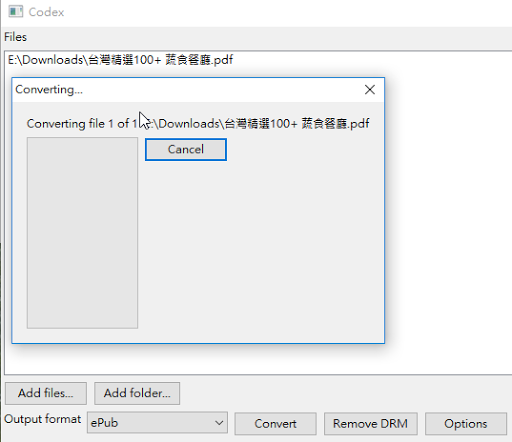 Codex
Files
E:\Downloads\台灣精選100+ 蔬食餐廳.pdf
Converting...
Converting file 1 of 1 :\Downloads\台灣精選100+ 蔬食餐廳.pdf
Cancel
Add files...
Add folder...
Output format
ePub
Convert
Remove DRM
Options